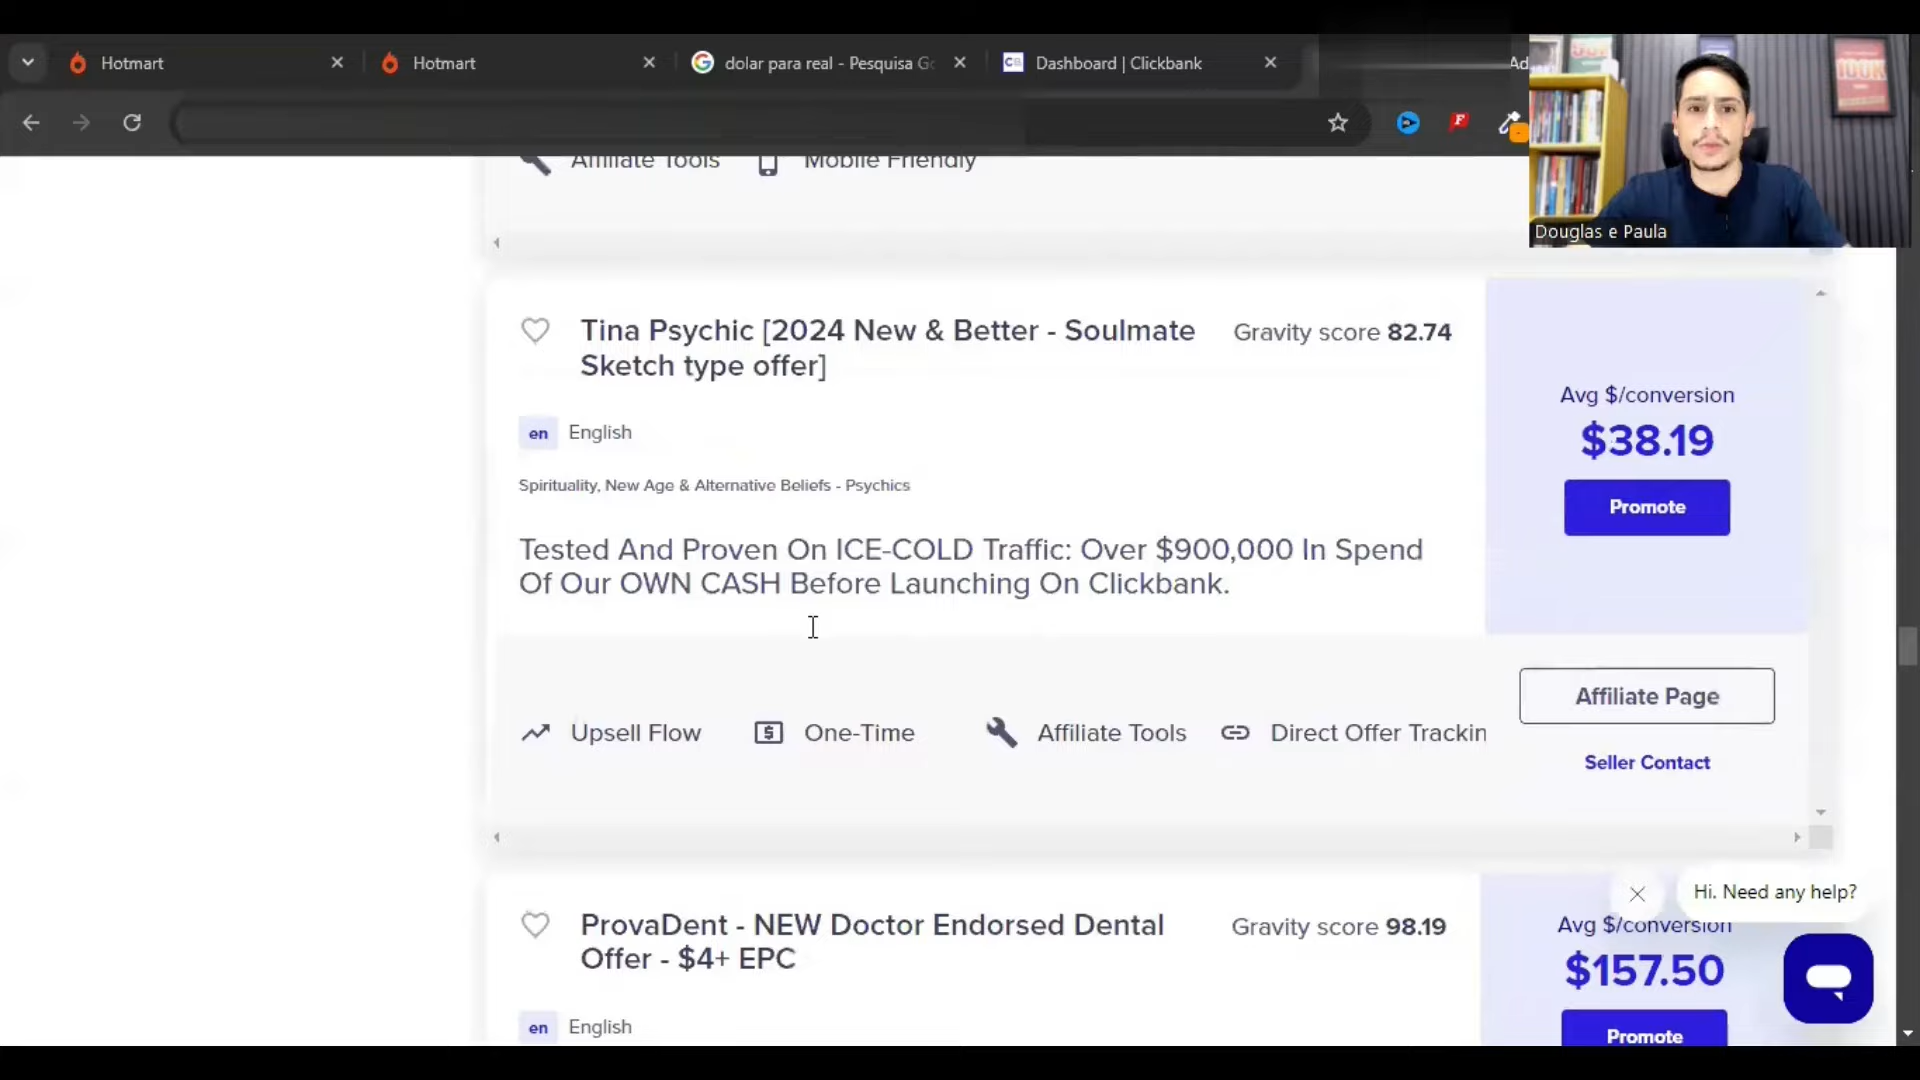 Hotmart
Hotmart
dolar para real - Pesquisa Go
Dashboard | Clickbank
Ad
Douglas e Paula
Affiliate Tools
Mobile Friendly
Tina Psychic [2024 New & Better - Soulmate
Sketch type offer]
Gravity score 82.74
Avg $/conversion
$38.19
Promote
en
English
Spirituality, New Age & Alternative Beliefs - Psychics
Tested And Proven On ICE-COLD Traffic: Over $900,000 In Spend
Of Our OWN CASH Before Launching On Clickbank.
Upsell Flow
One-Time
Affiliate Tools
Direct Offer Trackin
Affiliate Page
Seller Contact
Hi. Need any help?
ProvaDent - NEW Doctor Endorsed Dental
Offer - $4+ EPC
Gravity score 98.19
Avg $/conversion
$157.50
Promote
en
English